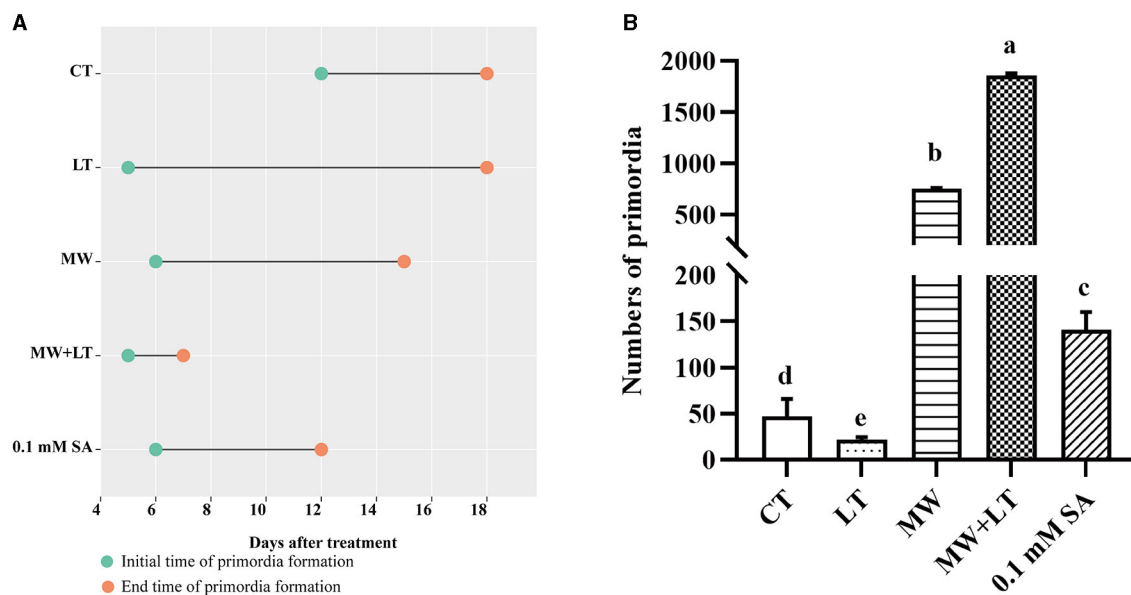 A
CT
LT
MW
MW+LT
0.1 mM SA
4 6 8 10 12 14 16 18
Days after treatment
Initial time of primordia formation
End time of primordia formation
B
Numbers of primordia
2000
1500
1000
500
200
150
100
50
0
d
e
b
a
c
CT
LT
MW
MW+LT
0.1 mM SA